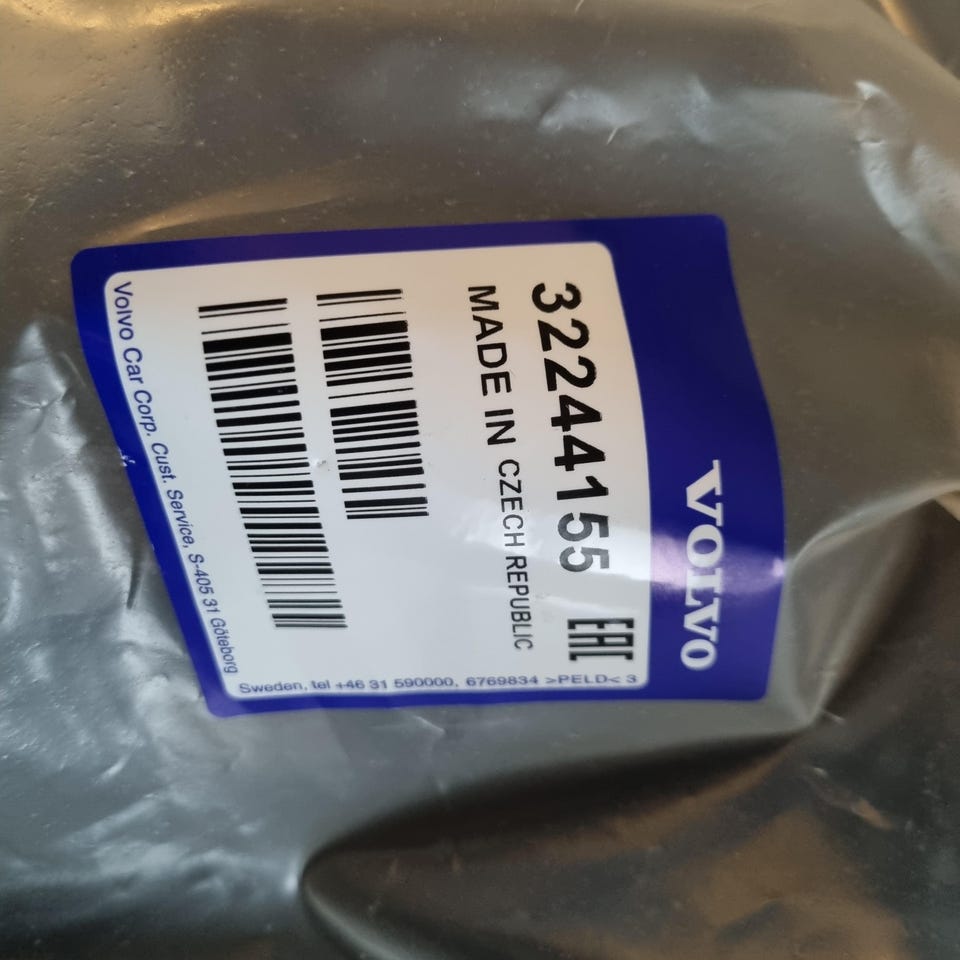 VOLVO
32244155
EAC
MADE IN CZECH REPUBLIC
Volvo Car Corp. Cust. Service, S-405 31 Göteborg
Sweden, tel +46 31 590000, 6769834 >PELD< 3